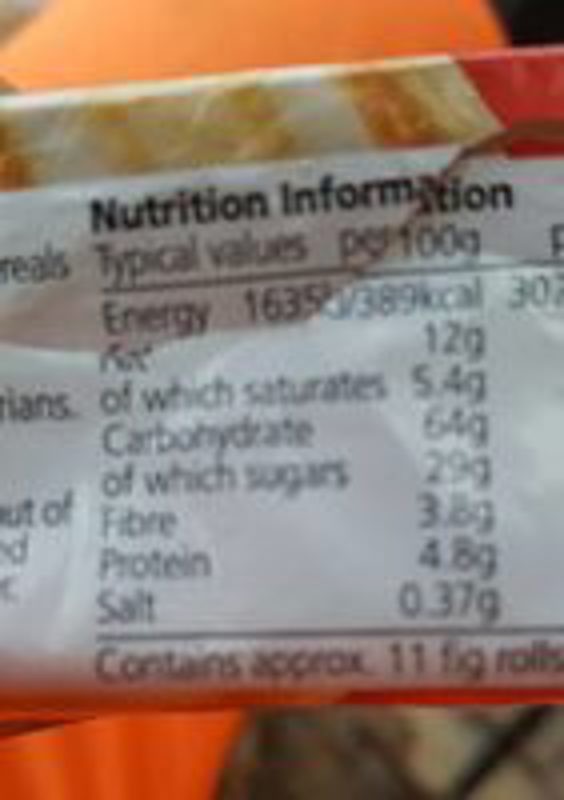 Nutrition Information
reals Typical values per 100g
Energy 1635kJ/389kcal 307
Fat 12g
rians. of which saturates 5.4g
Carbohydrate 64g
of which sugars 29g
out of Fibre 3.8g
ed Protein 4.8g
Salt 0.37g
Contains approx. 11 fig rolls